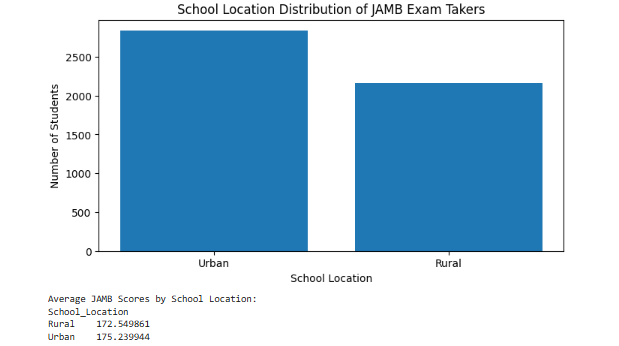 School Location Distribution of JAMB Exam Takers
2500
2000
1500
1000
500
0
Number of Students
Urban Rural
School Location
Average JAMB Scores by School Location:
School_Location
Rural 172.549861
Urban 175.239944